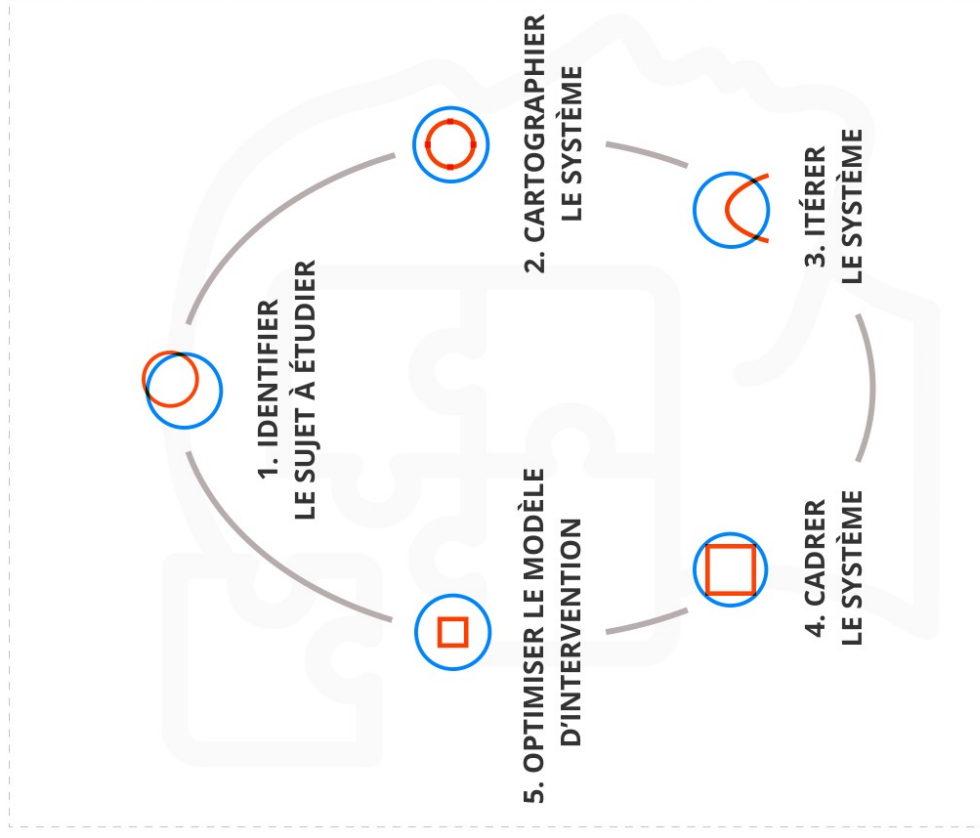 1. IDENTIFIER
LE SUJET À ÉTUDIER
2. CARTOGRAPHIER
LE SYSTÈME
3. ITÉRER
LE SYSTÈME
4. CADRER
LE SYSTÈME
5. OPTIMISER LE MODÈLE
D'INTERVENTION